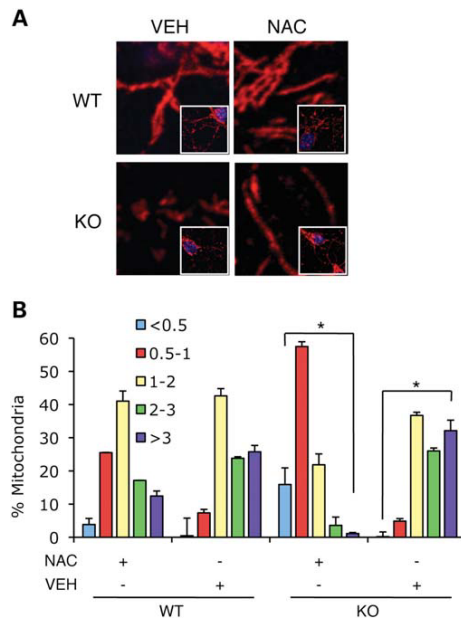 A
VEH NAC
WT
KO
B
<0.5
0.5-1
1-2
2-3
>3
* *
% Mitochondria
60
50
40
30
20
10
0
NAC + - + -
VEH - + - +
WT KO